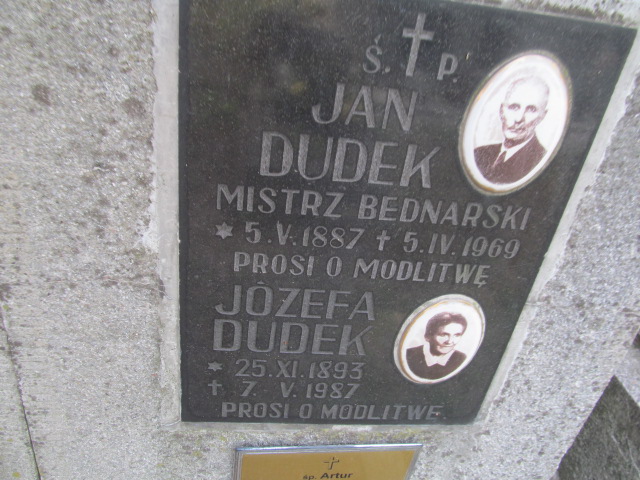 Ś. † P.
JAN
DUDEK
MISTRZ BEDNARSKI
* 5.V.1887 † 5.IV.1969
PROSI O MODLITWĘ
JÓZEFA
DUDEK
* 25.XI.1893
† 7. V.1987
PROSI O MODLITWĘ
†
śp. Artur